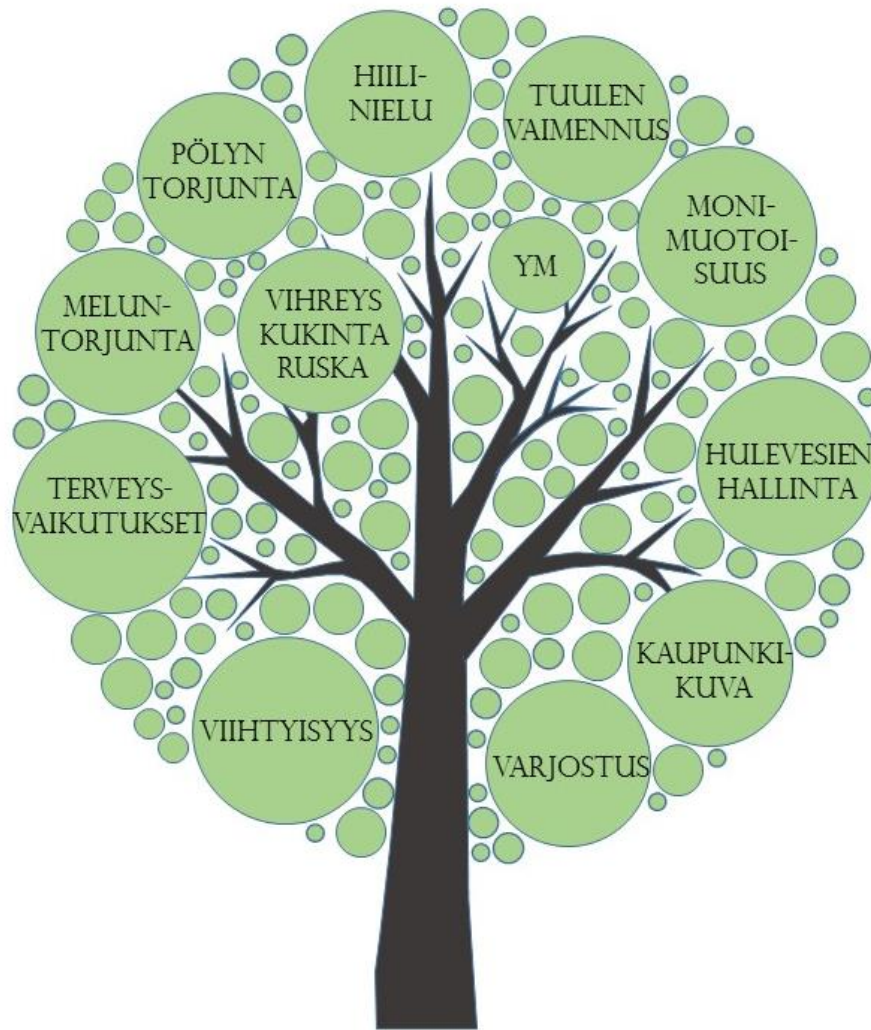 HIILI-
NIELU
TUULEN
VAIMENNUS
PÖLYN
TORJUNTA
MONI-
MUOTOI-
SUUS
YM
MELUN-
TORJUNTA
VIHREYS
KUKINTA
RUSKA
HULEVESIEN
HALLINTA
TERVEYS-
VAIKUTUKSET
KAUPUNKI-
KUVA
VIIHTYISYYS
VARJOSTUS